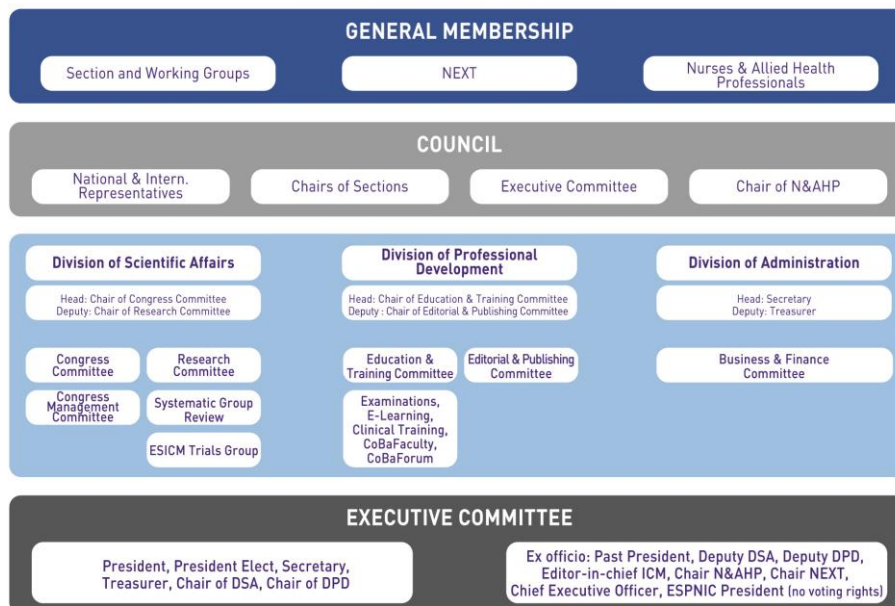 GENERAL MEMBERSHIP
Section and Working Groups
NEXT
Nurses & Allied Health
Professionals
COUNCIL
National & Intern.
Representatives
Chairs of Sections
Executive Committee
Chair of N&AHP
Division of Scientific Affairs
Head: Chair of Congress Committee
Deputy: Chair of Research Committee
Congress
Committee
Research
Committee
Congress
Management
Committee
Systematic Group
Review
ESICM Trials Group
Division of Professional
Development
Head: Chair of Education & Training Committee
Deputy : Chair of Editorial & Publishing Committee
Education &
Training Committee
Editorial & Publishing
Committee
Examinations,
E-Learning,
Clinical Training,
CoBaFaculty,
CoBaForum
Division of Administration
Head: Secretary
Deputy: Treasurer
Business & Finance
Committee
EXECUTIVE COMMITTEE
President, President Elect, Secretary,
Treasurer, Chair of DSA, Chair of DPD
Ex officio: Past President, Deputy DSA, Deputy DPD,
Editor-in-chief ICM, Chair N&AHP, Chair NEXT,
Chief Executive Officer, ESPNIC President (no voting rights)